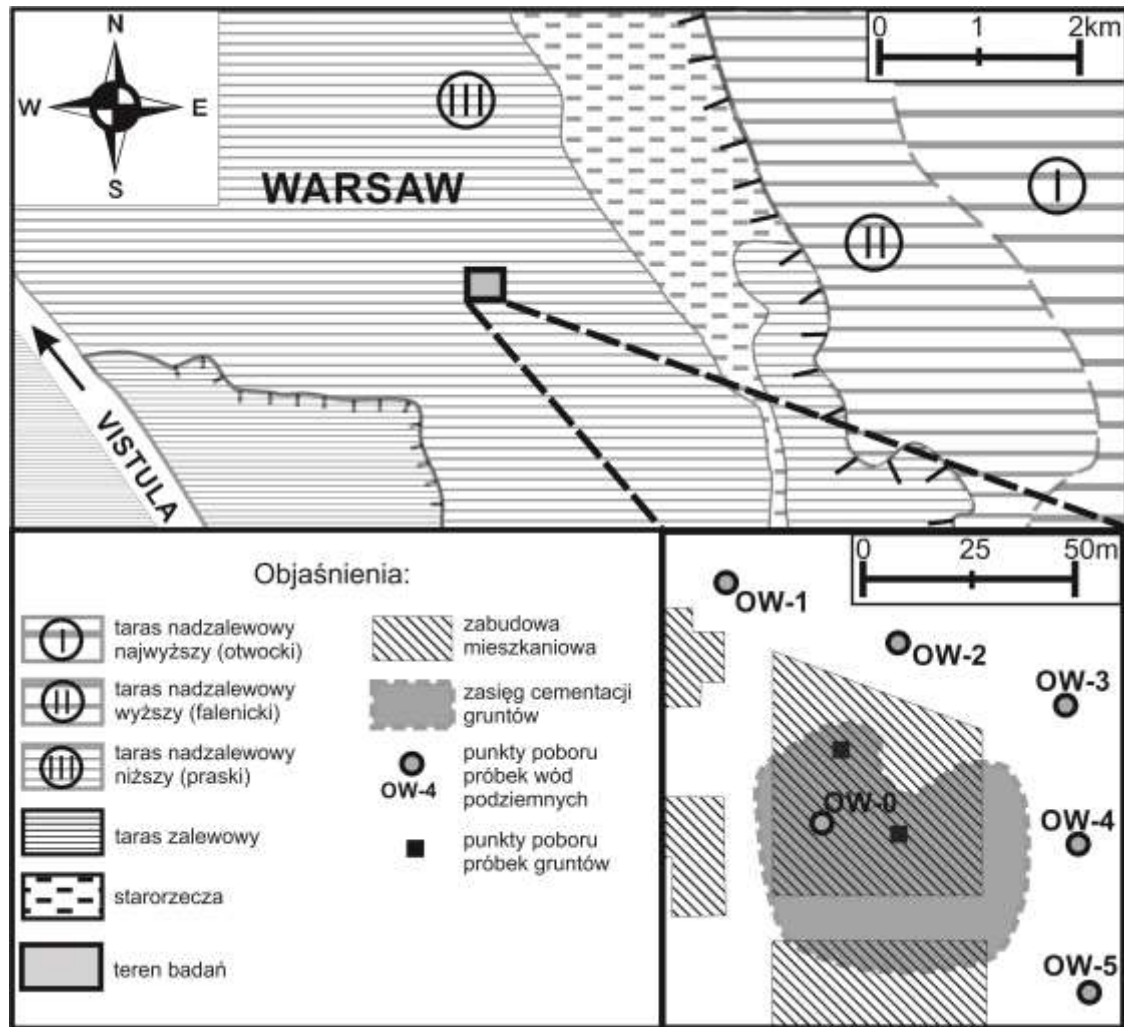 N
W E
S
0 1 2km
III
WARSAW
I
II
VISTULA
Objaśnienia:
I
taras nadzalewowy
najwyższy (otwocki)
II
taras nadzalewowy
wyższy (falenicki)
III
taras nadzalewowy
niższy (praski)
taras zalewowy
starorzecza
teren badań
zabudowa
mieszkaniowa
zasięg cementacji
gruntów
OW-4
punkty poboru
próbek wód
podziemnych
punkty poboru
próbek gruntów
0 25 50m
OW-1
OW-2
OW-3
OW-0
OW-4
OW-5